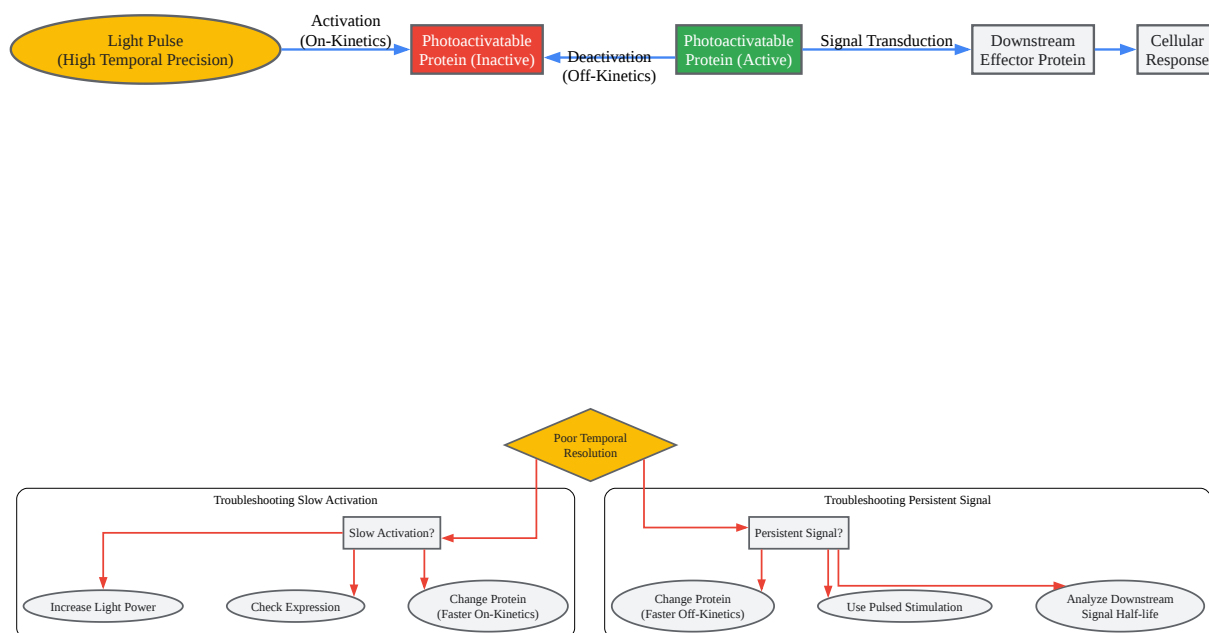 Light Pulse
(High Temporal Precision)
Activation
(On-Kinetics)
Photoactivatable
Protein (Inactive)
Deactivation
(Off-Kinetics)
Photoactivatable
Protein (Active)
Signal Transduction
Downstream
Effector Protein
Cellular
Response
Poor Temporal
Resolution
Troubleshooting Slow Activation
Slow Activation?
Increase Light Power
Check Expression
Change Protein
(Faster On-Kinetics)
Troubleshooting Persistent Signal
Persistent Signal?
Change Protein
(Faster Off-Kinetics)
Use Pulsed Stimulation
Analyze Downstream
Signal Half-life